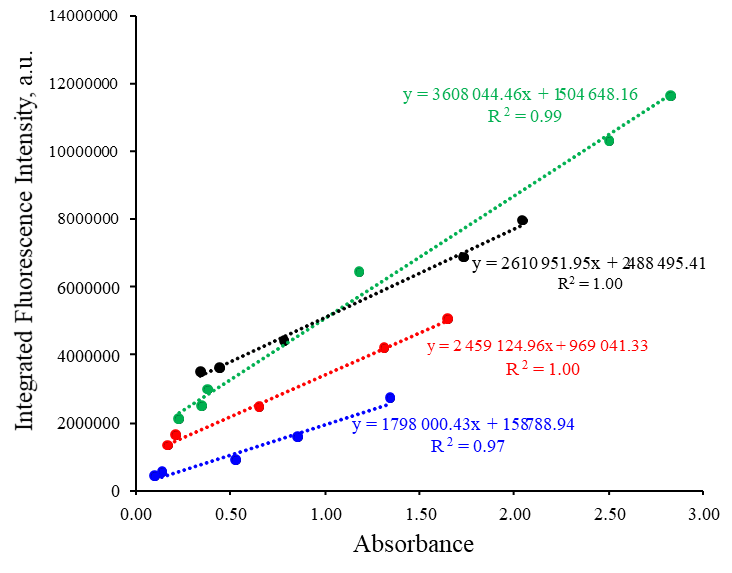 14000000
12000000
10000000
8000000
6000000
4000000
2000000
0
0.00 0.50 1.00 1.50 2.00 2.50 3.00
Integrated Fluorescence Intensity, a.u.
Absorbance
y = 3608 044.46x + 1504 648.16
R² = 0.99
y = 2610 951.95x + 2488 495.41
R² = 1.00
y = 2 459 124.96x + 969 041.33
R² = 1.00
y = 1798 000.43x + 158788.94
R² = 0.97